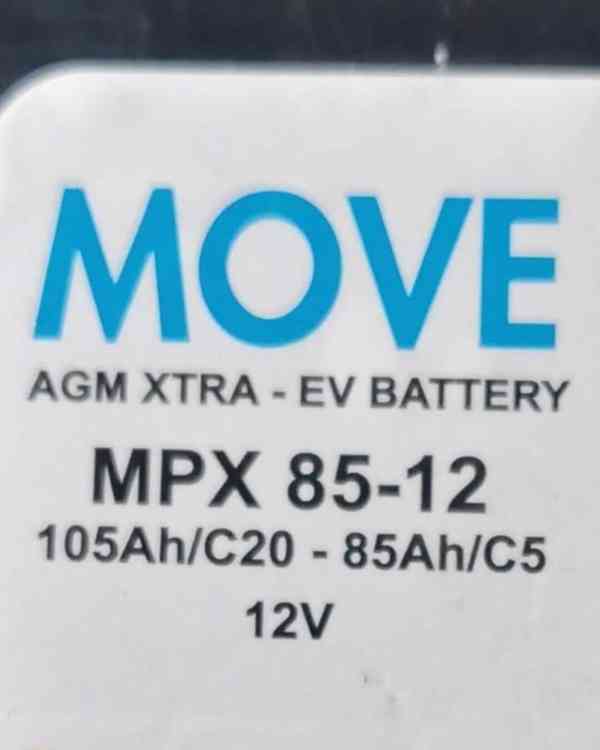 MOVE
AGM XTRA - EV BATTERY
MPX 85-12
105Ah/C20 - 85Ah/C5
12V